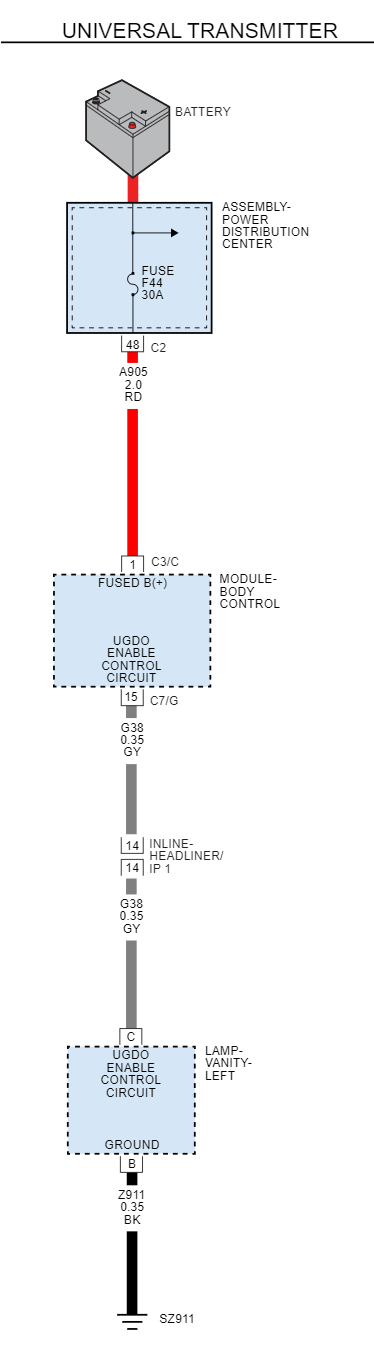 UNIVERSAL TRANSMITTER
BATTERY
ASSEMBLY-
POWER
DISTRIBUTION
CENTER
FUSE
F44
30A
48 C2
A905
2.0
RD
1 C3/C
FUSED B(+)
MODULE-
BODY
CONTROL
UGDO
ENABLE
CONTROL
CIRCUIT
15 C7/G
G38
0.35
GY
14 INLINE-
HEADLINER/
14 IP 1
G38
0.35
GY
C
UGDO
ENABLE
CONTROL
CIRCUIT
LAMP-
VANITY-
LEFT
GROUND
B
Z911
0.35
BK
SZ911